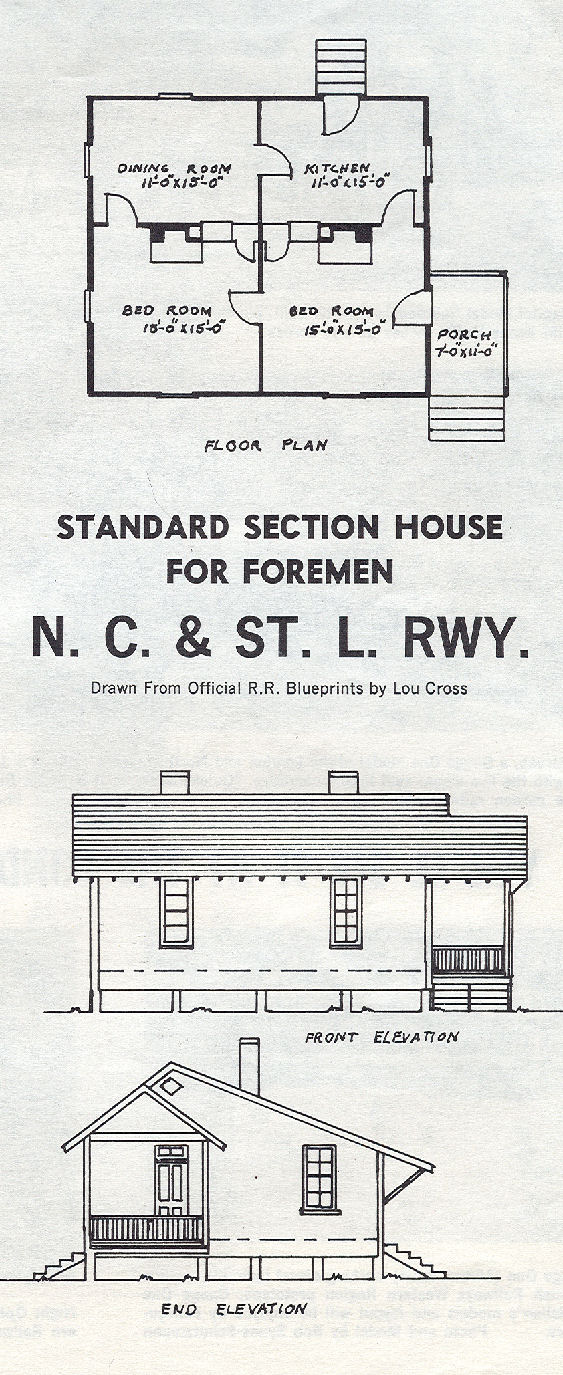 DINING ROOM
11'-0"X15'-0"
KITCHEN
11'-0"X15'-0"
BED ROOM
15'-0"X15'-0"
BED ROOM
15'-0"X15'-0"
PORCH
7'-0"X11'-0"
FLOOR PLAN
STANDARD SECTION HOUSE
FOR FOREMEN
N. C. & ST. L. RWY.
Drawn From Official R.R. Blueprints by Lou Cross
FRONT ELEVATION
END ELEVATION